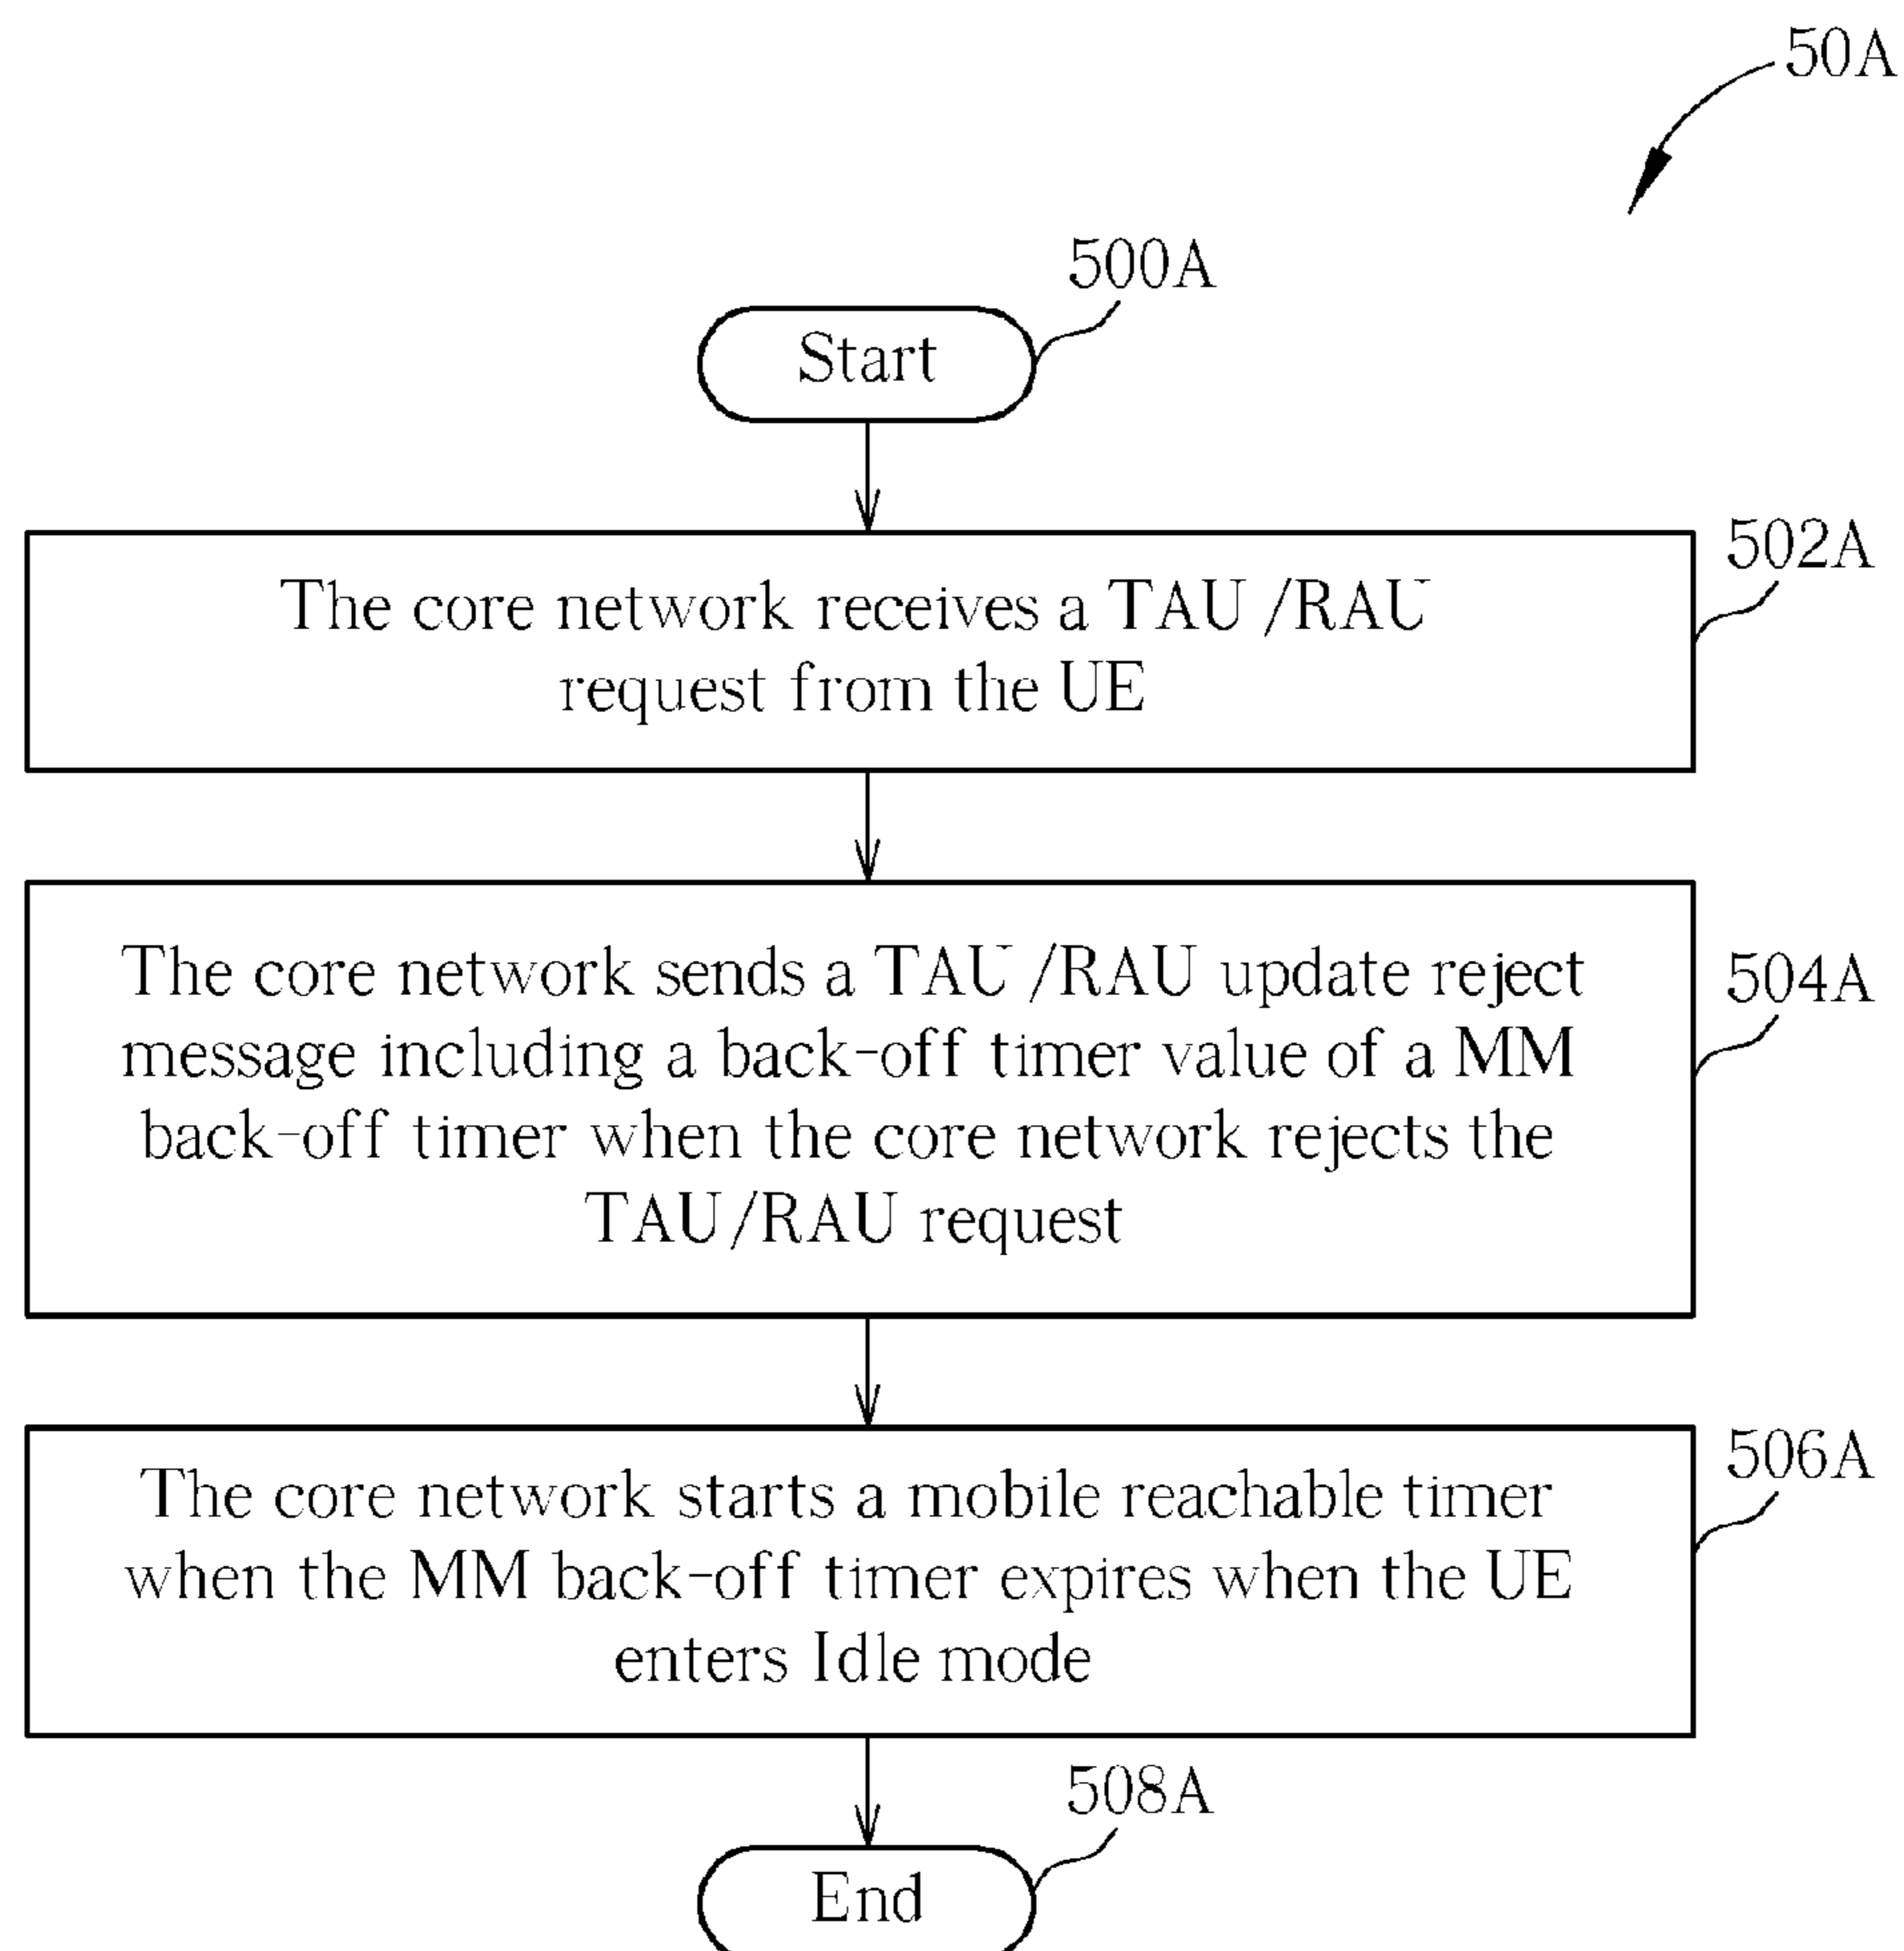 50A
500A
Start
502A
The core network receives a TAU /RAU
request from the UE
504A
The core network sends a TAU /RAU update reject
message including a back-off timer value of a MM
back-off timer when the core network rejects the
TAU/RAU request
506A
The core network starts a mobile reachable timer
when the MM back-off timer expires when the UE
enters Idle mode
508A
End